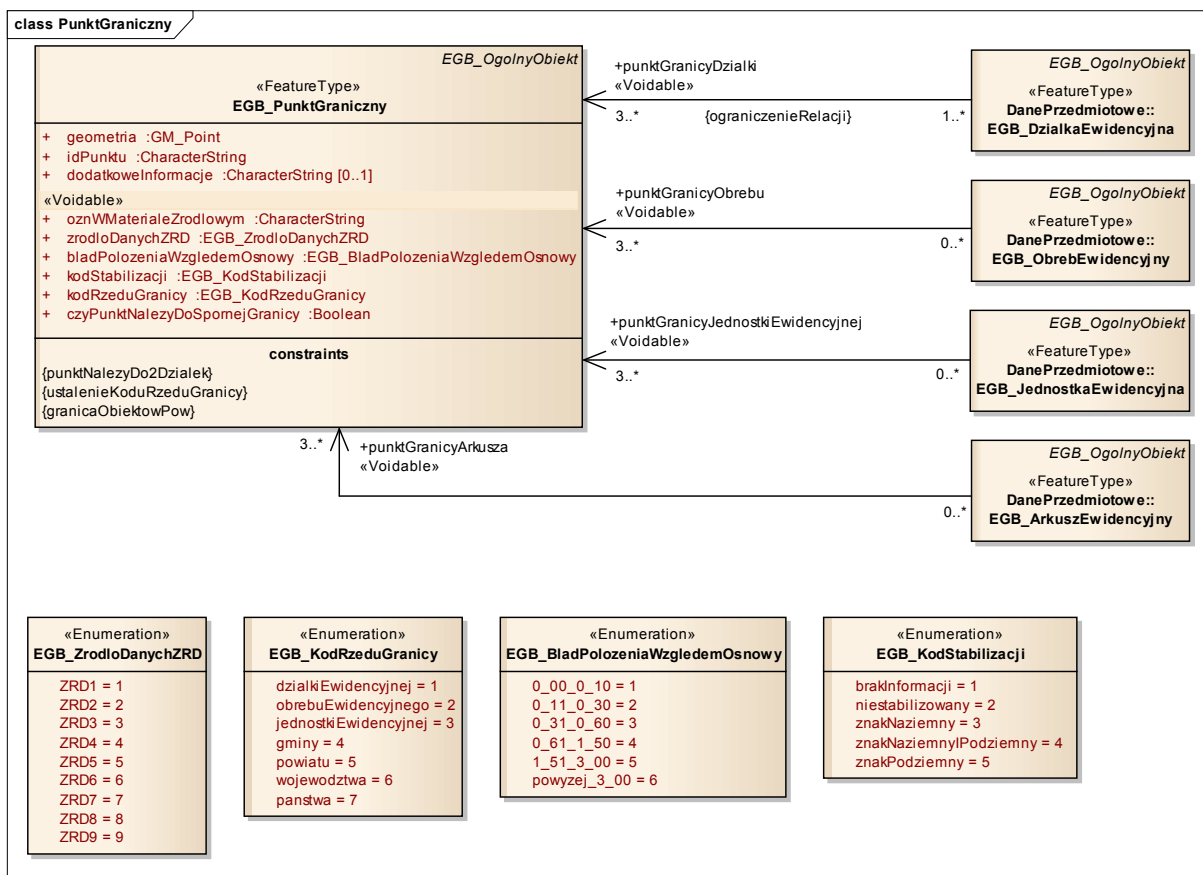 class PunktGraniczny
EGB_OgolnyObiekt
«FeatureType»
EGB_PunktGraniczny
+ geometria :GM_Point
+ idPunktu :CharacterString
+ dodatkoweInformacje :CharacterString [0..1]
«Voidable»
+ oznWMaterialeZrodlowym :CharacterString
+ zrodloDanychZRD :EGB_ZrodloDanychZRD
+ bladPolozeniaWzgledemOsnowy :EGB_BladPolozeniaWzgledemOsnowy
+ kodStabilizacji :EGB_KodStabilizacji
+ kodRzeduGranicy :EGB_KodRzeduGranicy
+ czyPunktNalezyDoSpornejGranicy :Boolean
constraints
{punktNalezyDo2Dzialek}
{ustalenieKoduRzeduGranicy}
{granicaObiektowPow}
+punktGranicyDzialki
«Voidable»
3..* {ograniczenieRelacji} 1..*
EGB_OgolnyObiekt
«FeatureType»
DanePrzedmiotowe::
EGB_DzialkaEwidencyjna
+punktGranicyObrebu
«Voidable»
3..* 0..*
EGB_OgolnyObiekt
«FeatureType»
DanePrzedmiotowe::
EGB_ObrebEwidencyjny
+punktGranicyJednostkiEwidencyjnej
«Voidable»
3..* 0..*
EGB_OgolnyObiekt
«FeatureType»
DanePrzedmiotowe::
EGB_JednostkaEwidencyjna
3..* +punktGranicyArkusza
«Voidable»
0..*
EGB_OgolnyObiekt
«FeatureType»
DanePrzedmiotowe::
EGB_ArkuszEwidencyjny
«Enumeration»
EGB_ZrodloDanychZRD
ZRD1 = 1
ZRD2 = 2
ZRD3 = 3
ZRD4 = 4
ZRD5 = 5
ZRD6 = 6
ZRD7 = 7
ZRD8 = 8
ZRD9 = 9
«Enumeration»
EGB_KodRzeduGranicy
dzialkiEwidencyjnej = 1
obrebuEwidencyjnego = 2
jednostkiEwidencyjnej = 3
gminy = 4
powiatu = 5
wojewodztwa = 6
panstwa = 7
«Enumeration»
EGB_BladPolozeniaWzgledemOsnowy
0_00_0_10 = 1
0_11_0_30 = 2
0_31_0_60 = 3
0_61_1_50 = 4
1_51_3_00 = 5
powyzej_3_00 = 6
«Enumeration»
EGB_KodStabilizacji
brakInformacji = 1
niestabilizowany = 2
znakNaziemny = 3
znakNaziemnyIPodziemny = 4
znakPodziemny = 5